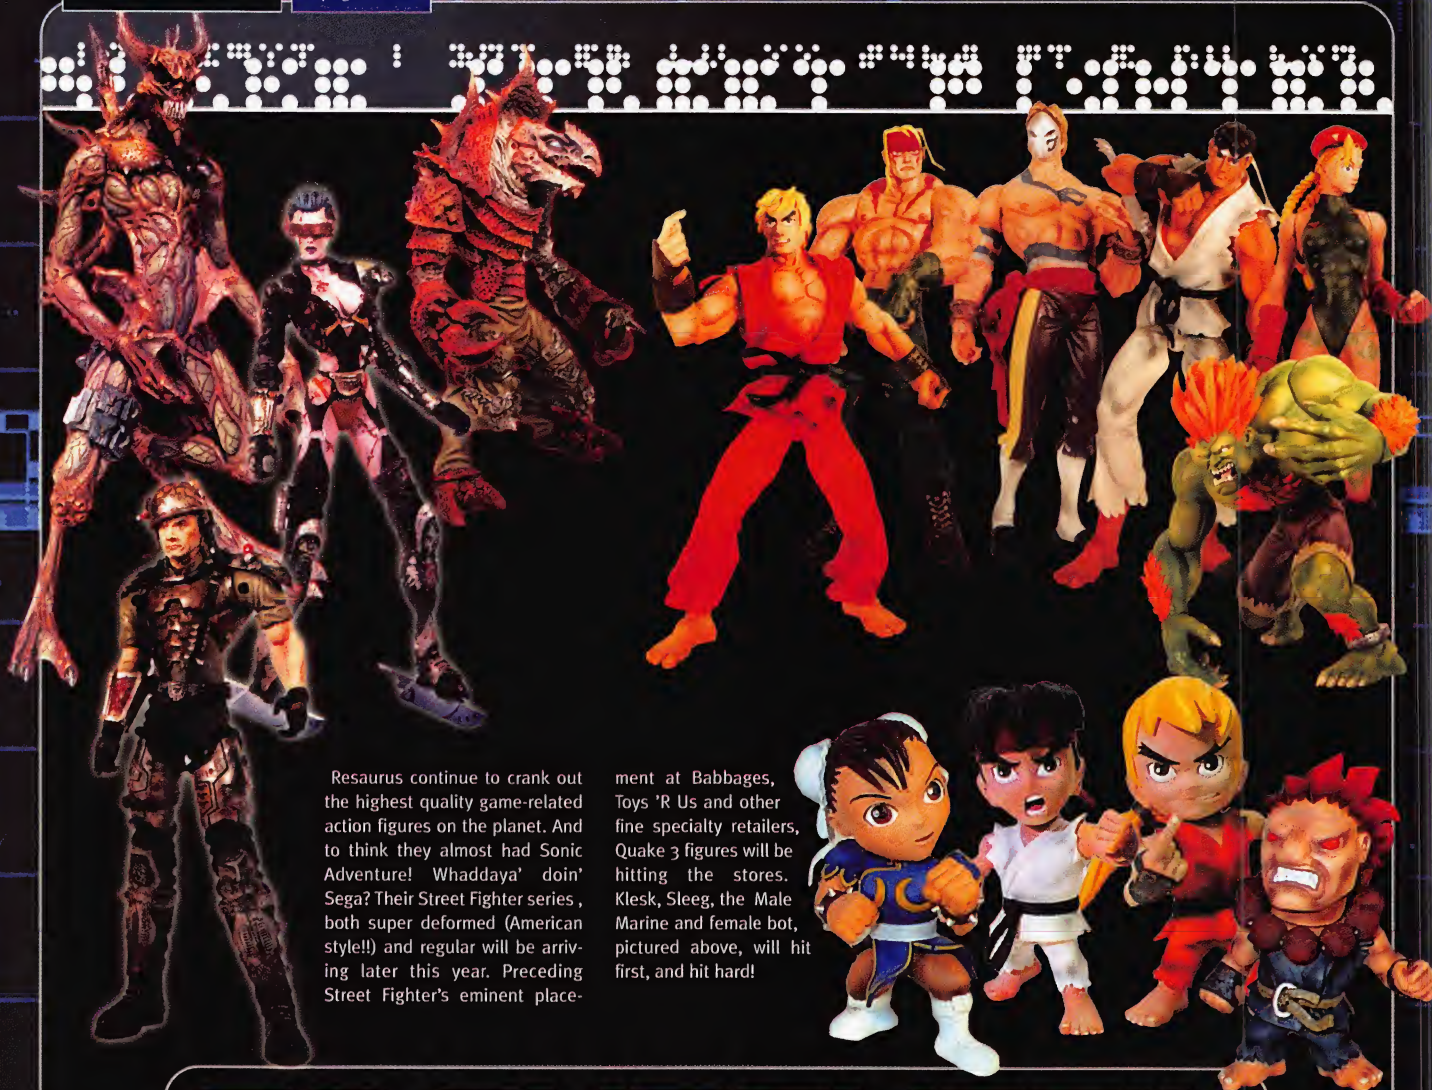 Resaurus continue to crank out
the highest quality game-related
action figures on the planet. And
to think they almost had Sonic
Adventure! Whaddaya' doin'
Sega? Their Street Fighter series ,
both super deformed (American
style!!) and regular will be arriv-
ing later this year. Preceding
Street Fighter's eminent place-
ment at Babbages,
Toys 'R Us and other
fine specialty retailers,
Quake 3 figures will be
hitting the stores.
Klesk, Sleeg, the Male
Marine and female bot,
pictured above, will hit
first, and hit hard!